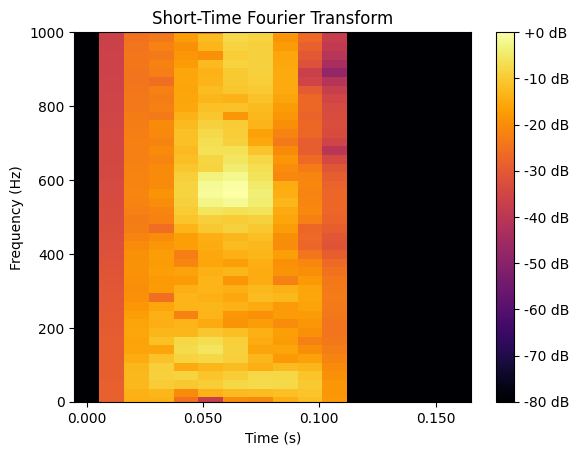 Short-Time Fourier Transform
Frequency (Hz)
1000
800
600
400
200
0
0.000
0.050
0.100
0.150
Time (s)
+0 dB
-10 dB
-20 dB
-30 dB
-40 dB
-50 dB
-60 dB
-70 dB
-80 dB